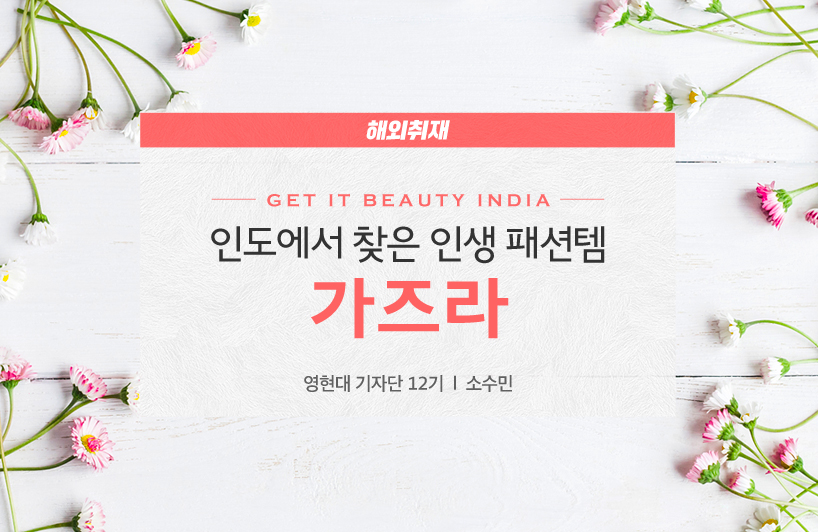 해외취재
GET IT BEAUTY INDIA
인도에서 찾은 인생 패션템
가즈라
영현대 기자단 12기 ㅣ 소수민